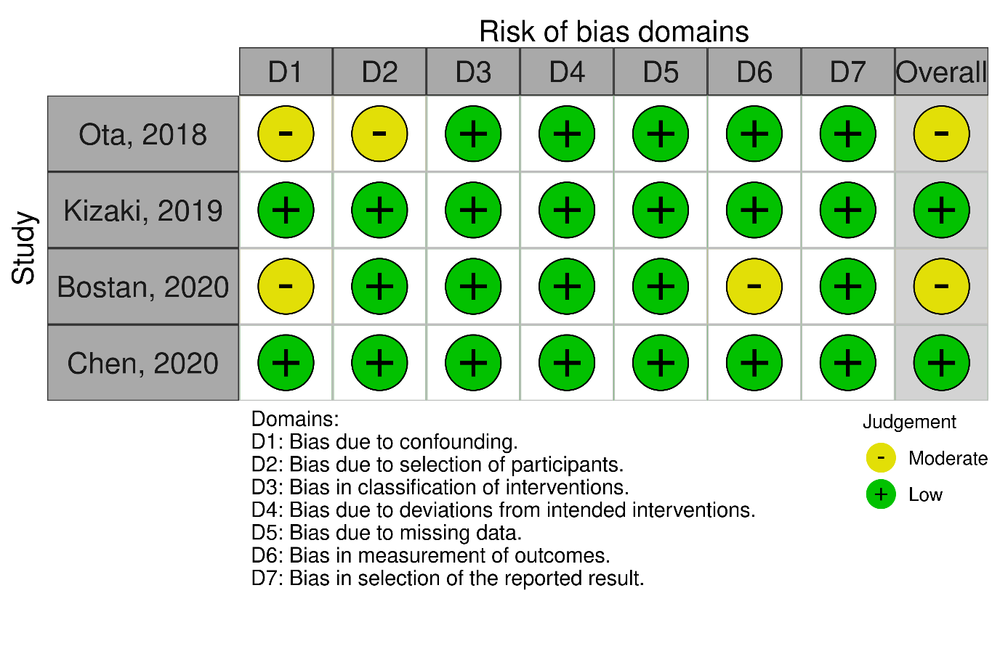 Risk of bias domains
D1 D2 D3 D4 D5 D6 D7 Overall
Study
Ota, 2018 - - + + + + + -
Kizaki, 2019 + + + + + + + +
Bostan, 2020 - + + + + - + -
Chen, 2020 + + + + + + + +
Domains:
D1: Bias due to confounding.
D2: Bias due to selection of participants.
D3: Bias in classification of interventions.
D4: Bias due to deviations from intended interventions.
D5: Bias due to missing data.
D6: Bias in measurement of outcomes.
D7: Bias in selection of the reported result.
Judgement
- Moderate
+ Low